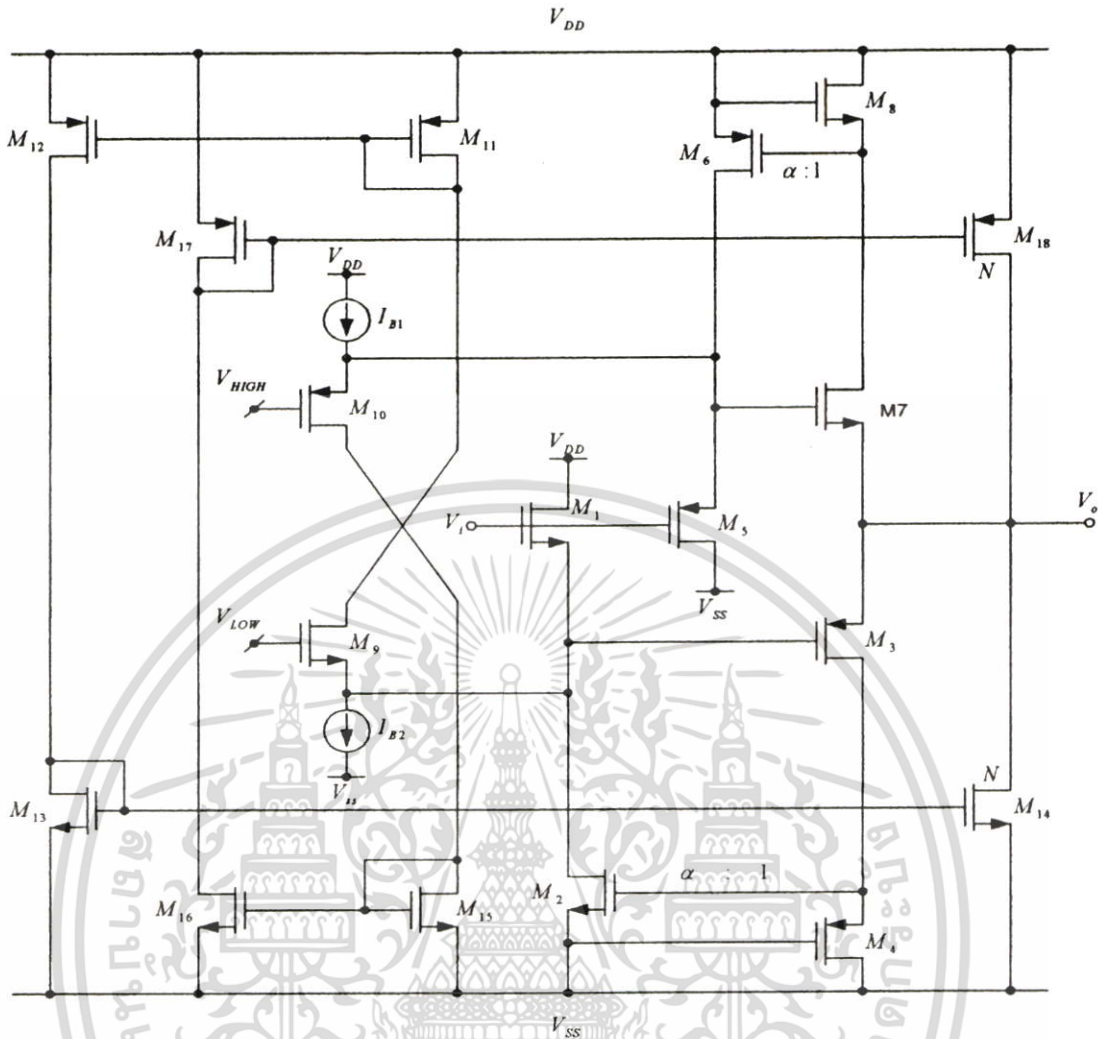 V_DD
M_12
M_11
M_6
M_8
α : 1
M_17
M_18
N
V_DD
I_B1
V_HIGH
M_10
M7
V_DD
V_i
M_1
M_5
V_o
V_SS
V_LOW
M_9
M_3
I_B2
V_ss
M_13
N
M_14
M_16
M_15
M_2
α : 1
M_4
V_SS